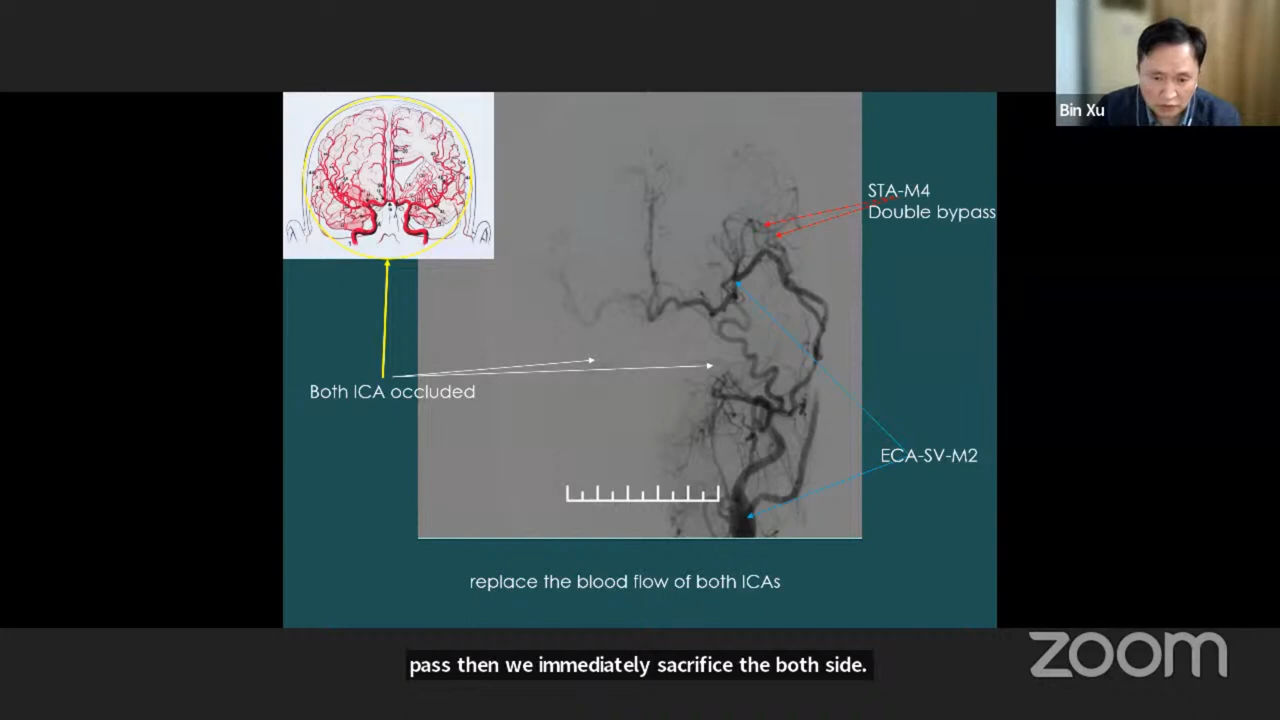 Bin Xu
STA-M4
Double bypass
Both ICA occluded
ECA-SV-M2
replace the blood flow of both ICAs
pass then we immediately sacrifice the both side.
zoom